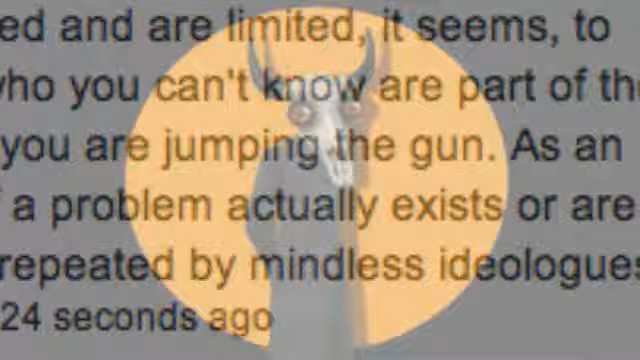 ed and are limited, it seems, to
who you can't know are part of the
you are jumping the gun. As an
f a problem actually exists or are
repeated by mindless ideologues
24 seconds ago